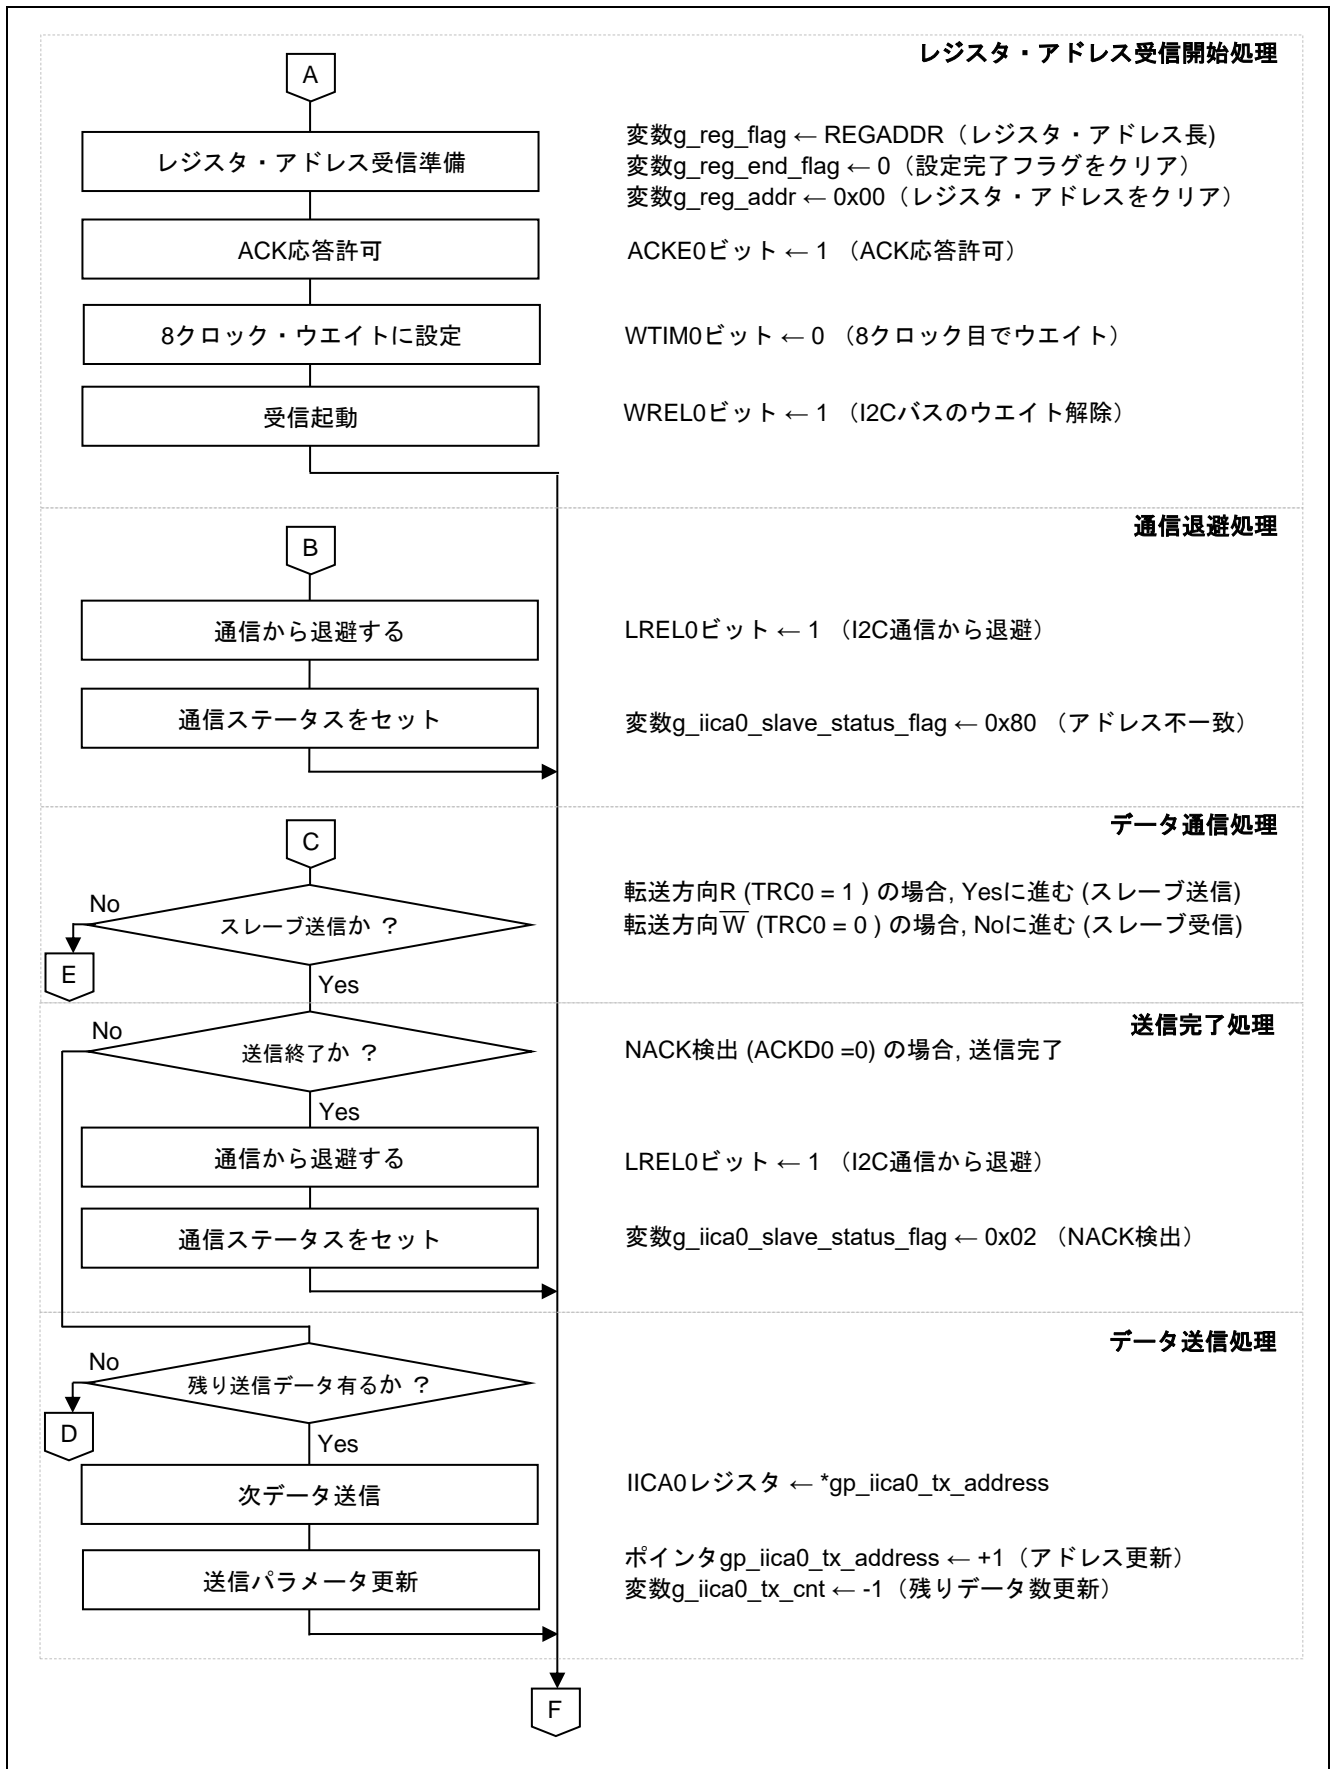 レジスタ・アドレス受信開始処理
A
レジスタ・アドレス受信準備
変数g_reg_flag ← REGADDR（レジスタ・アドレス長)
変数g_reg_end_flag ← 0（設定完了フラグをクリア）
変数g_reg_addr ← 0x00（レジスタ・アドレスをクリア）
ACK応答許可
ACKE0ビット ← 1 （ACK応答許可）
8クロック・ウエイトに設定
WTIM0ビット ← 0 （8クロック目でウエイト）
受信起動
WREL0ビット ← 1 （I2Cバスのウエイト解除）
通信退避処理
B
通信から退避する
LREL0ビット ← 1 （I2C通信から退避）
通信ステータスをセット
変数g_iica0_slave_status_flag ← 0x80 （アドレス不一致）
データ通信処理
C
No
スレーブ送信か ？
転送方向R (TRC0 = 1 ) の場合, Yesに進む (スレーブ送信)
転送方向W̅ (TRC0 = 0 ) の場合, Noに進む (スレーブ受信)
E
Yes
送信完了処理
No
送信終了か ？
NACK検出 (ACKD0 =0) の場合, 送信完了
Yes
通信から退避する
LREL0ビット ← 1 （I2C通信から退避）
通信ステータスをセット
変数g_iica0_slave_status_flag ← 0x02 （NACK検出）
データ送信処理
No
残り送信データ有るか ？
D
Yes
次データ送信
IICA0レジスタ ← *gp_iica0_tx_address
送信パラメータ更新
ポインタgp_iica0_tx_address ← +1（アドレス更新）
変数g_iica0_tx_cnt ← -1（残りデータ数更新）
F